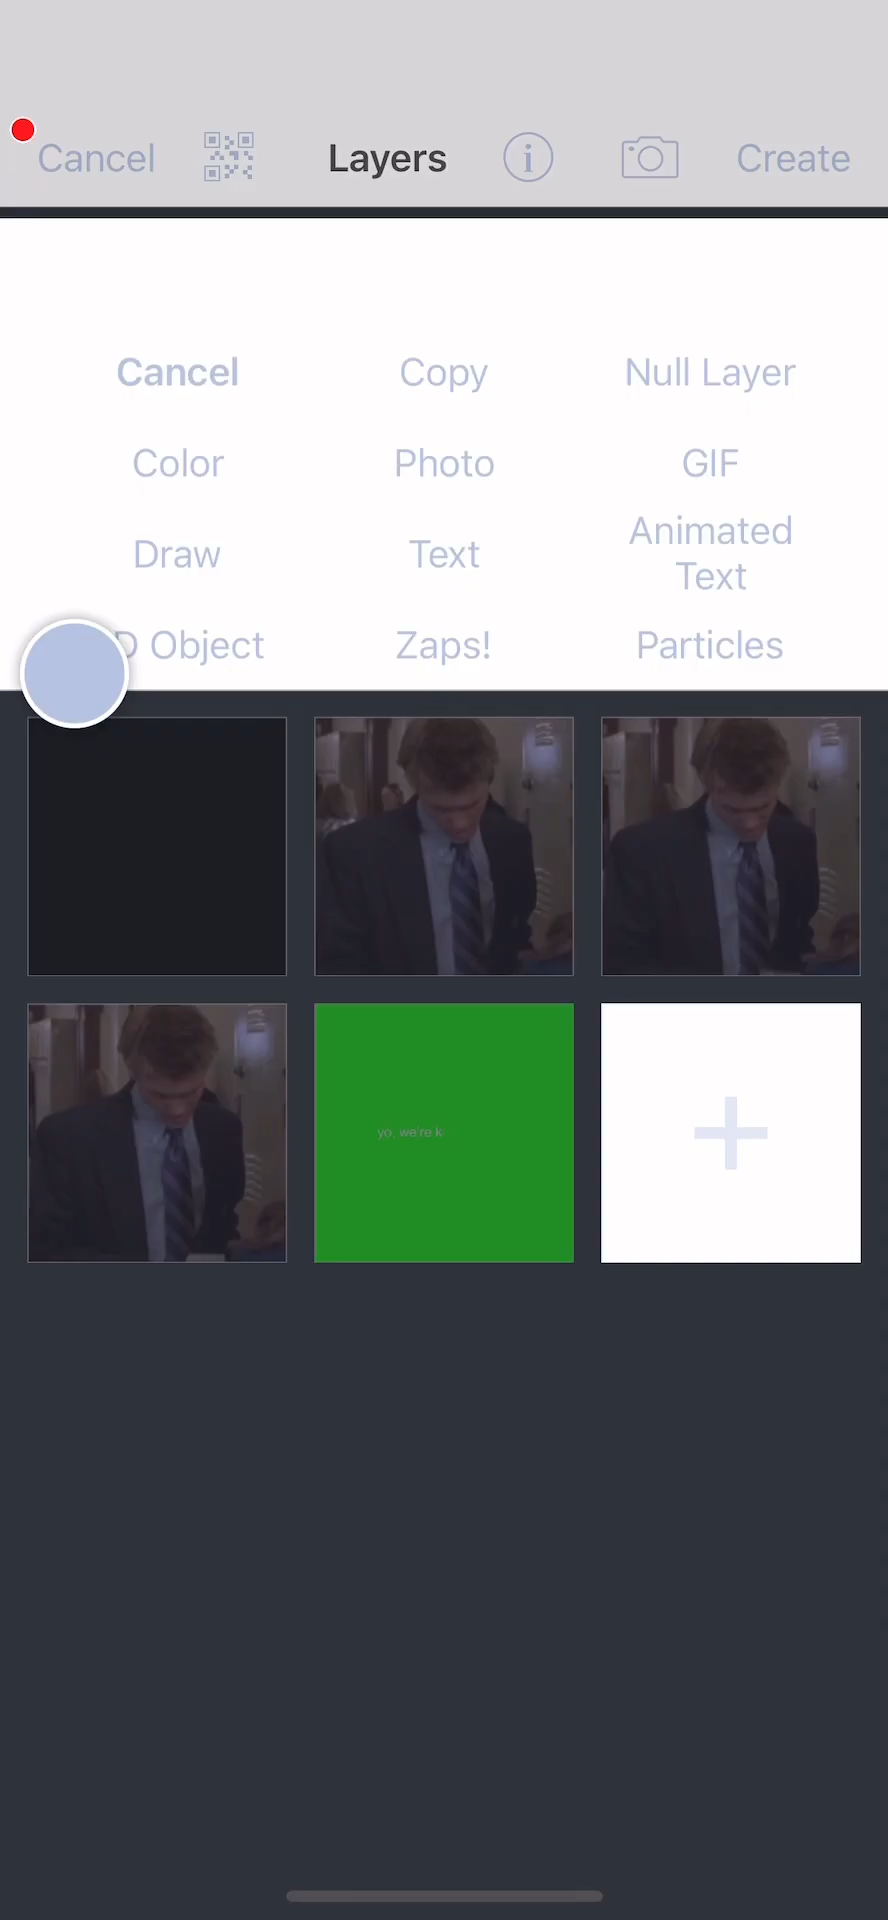 Cancel Layers Create
Cancel Copy Null Layer
Color Photo GIF
Draw Text Animated Text
D Object Zaps! Particles
yo, we're k